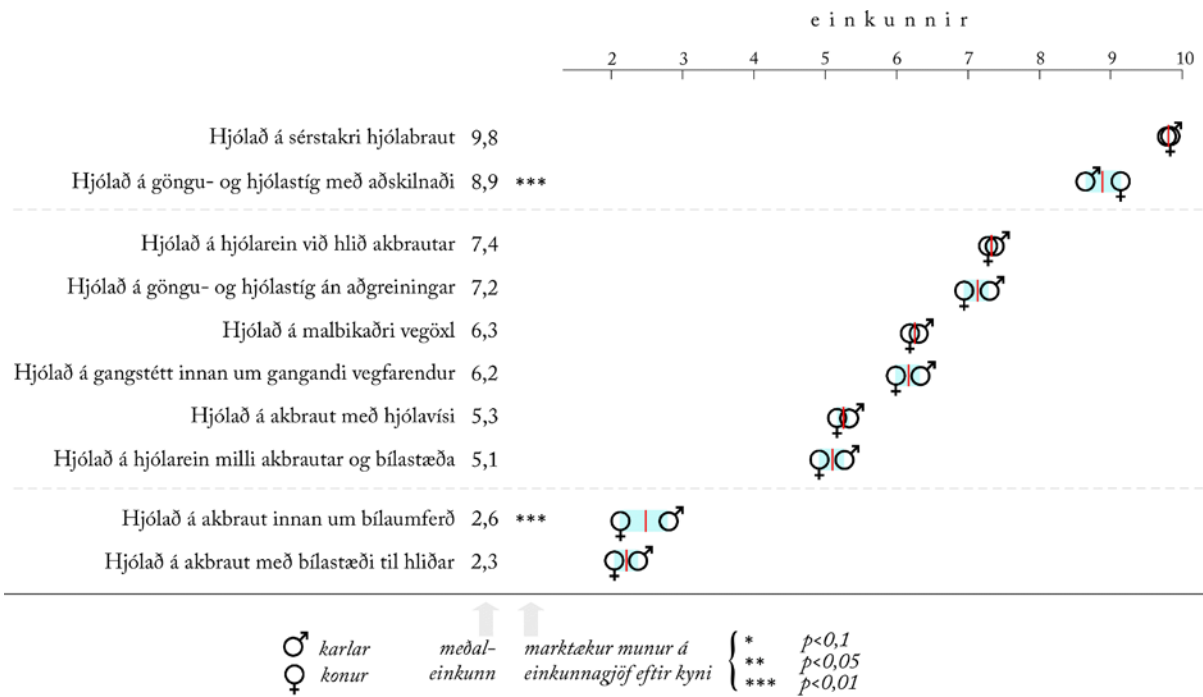 einkunnir
2 3 4 5 6 7 8 9 10
Hjólað á sérstakri hjólabraut 9,8
Hjólað á göngu- og hjólastíg með aðskilnaði 8,9 ***
Hjólað á hjólarein við hlið akbrautar 7,4
Hjólað á göngu- og hjólastíg án aðgreiningar 7,2
Hjólað á malbikaðri vegöxl 6,3
Hjólað á gangstétt innan um gangandi vegfarendur 6,2
Hjólað á akbraut með hjólavísi 5,3
Hjólað á hjólarein milli akbrautar og bílastæða 5,1
Hjólað á akbraut innan um bílaumferð 2,6 ***
Hjólað á akbraut með bílastæði til hliðar 2,3
♂ karlar
♀ konur
meðal-
einkunn
marktækur munur á
einkunnagjöf eftir kyni
* p<0,1
** p<0,05
*** p<0,01